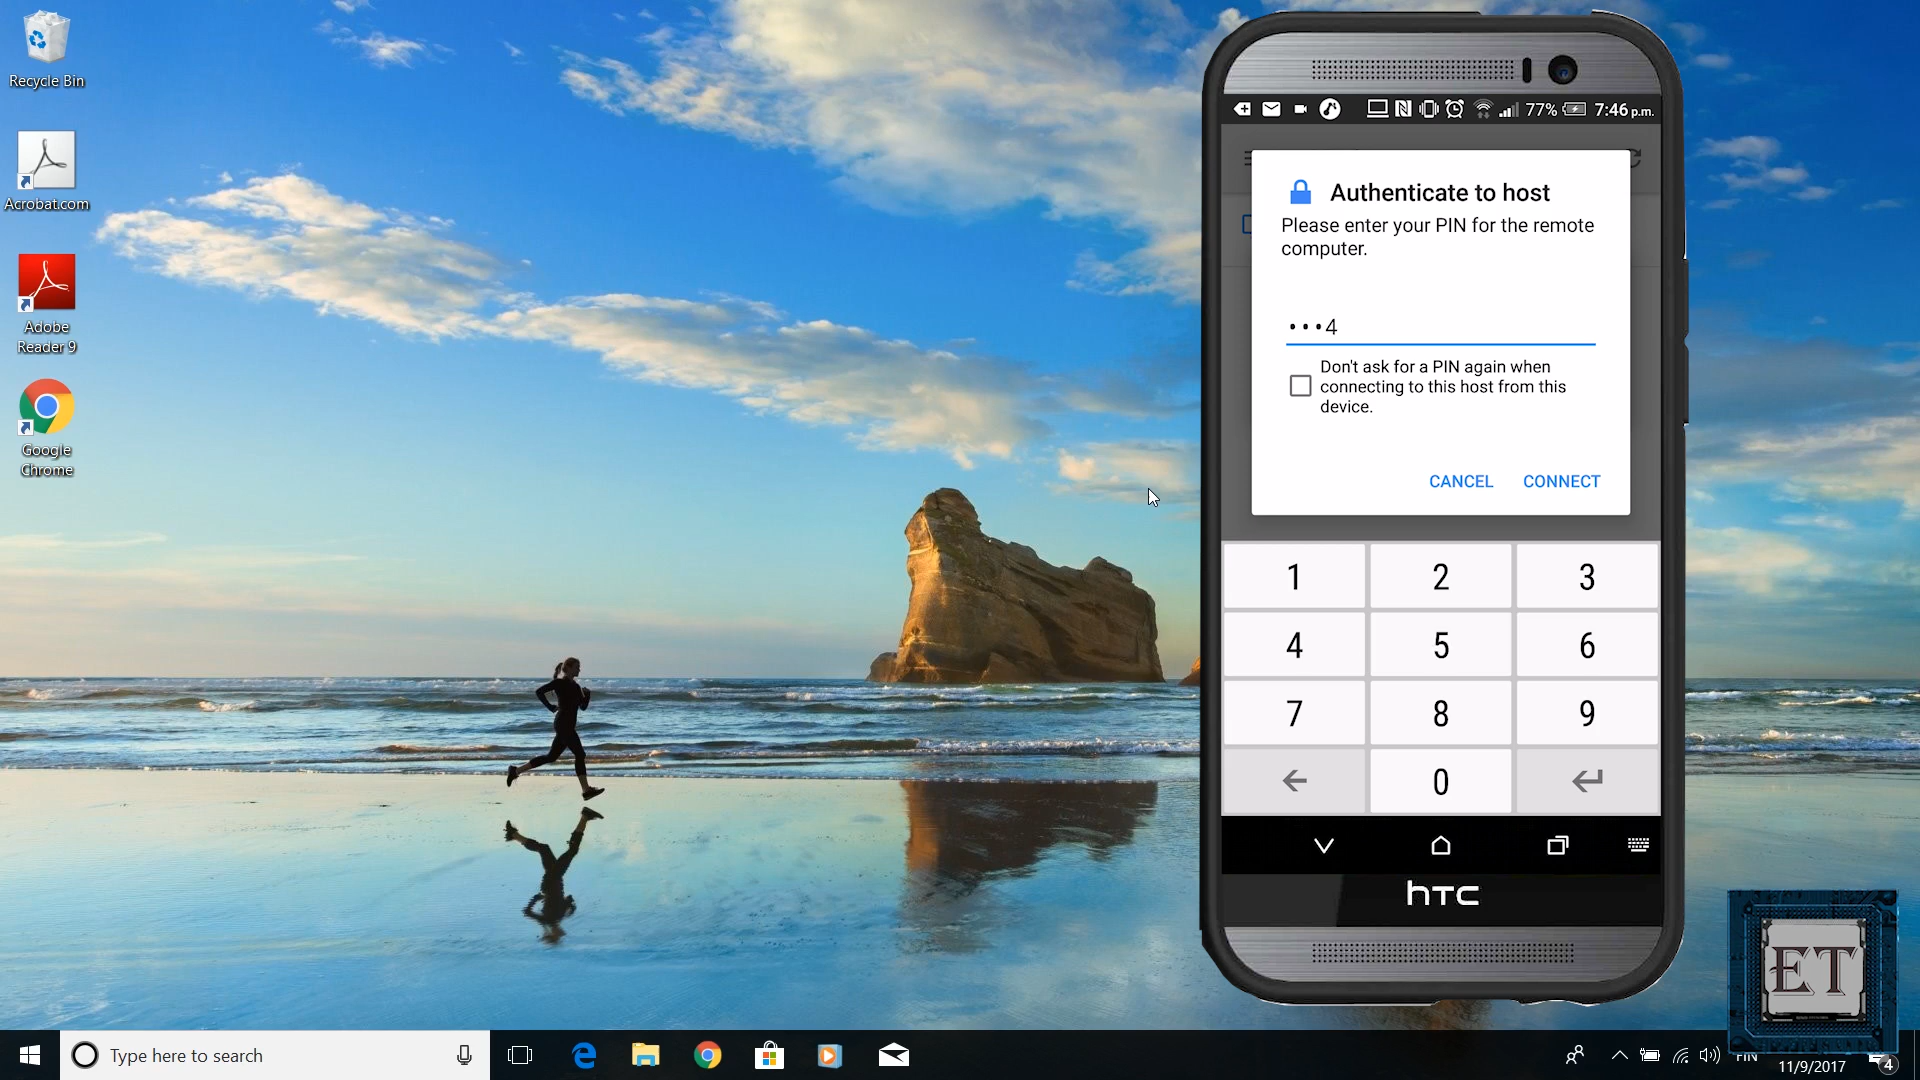 Recycle Bin
Acrobat.com
Adobe
Reader 9
Google
Chrome
77% 7:46 p.m.
Authenticate to host
Please enter your PIN for the remote
computer.
•••4
Don't ask for a PIN again when
connecting to this host from this
device.
CANCEL CONNECT
1 2 3
4 5 6
7 8 9
0
hTC
ET
Type here to search
FIN
11/9/2017
4